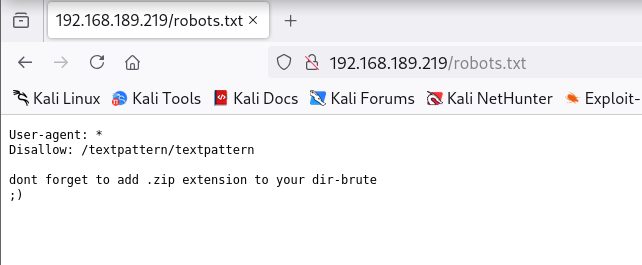 192.168.189.219/robots.txt
192.168.189.219/robots.txt
Kali Linux Kali Tools Kali Docs Kali Forums Kali NetHunter Exploit-
User-agent: *
Disallow: /textpattern/textpattern
dont forget to add .zip extension to your dir-brute
;)